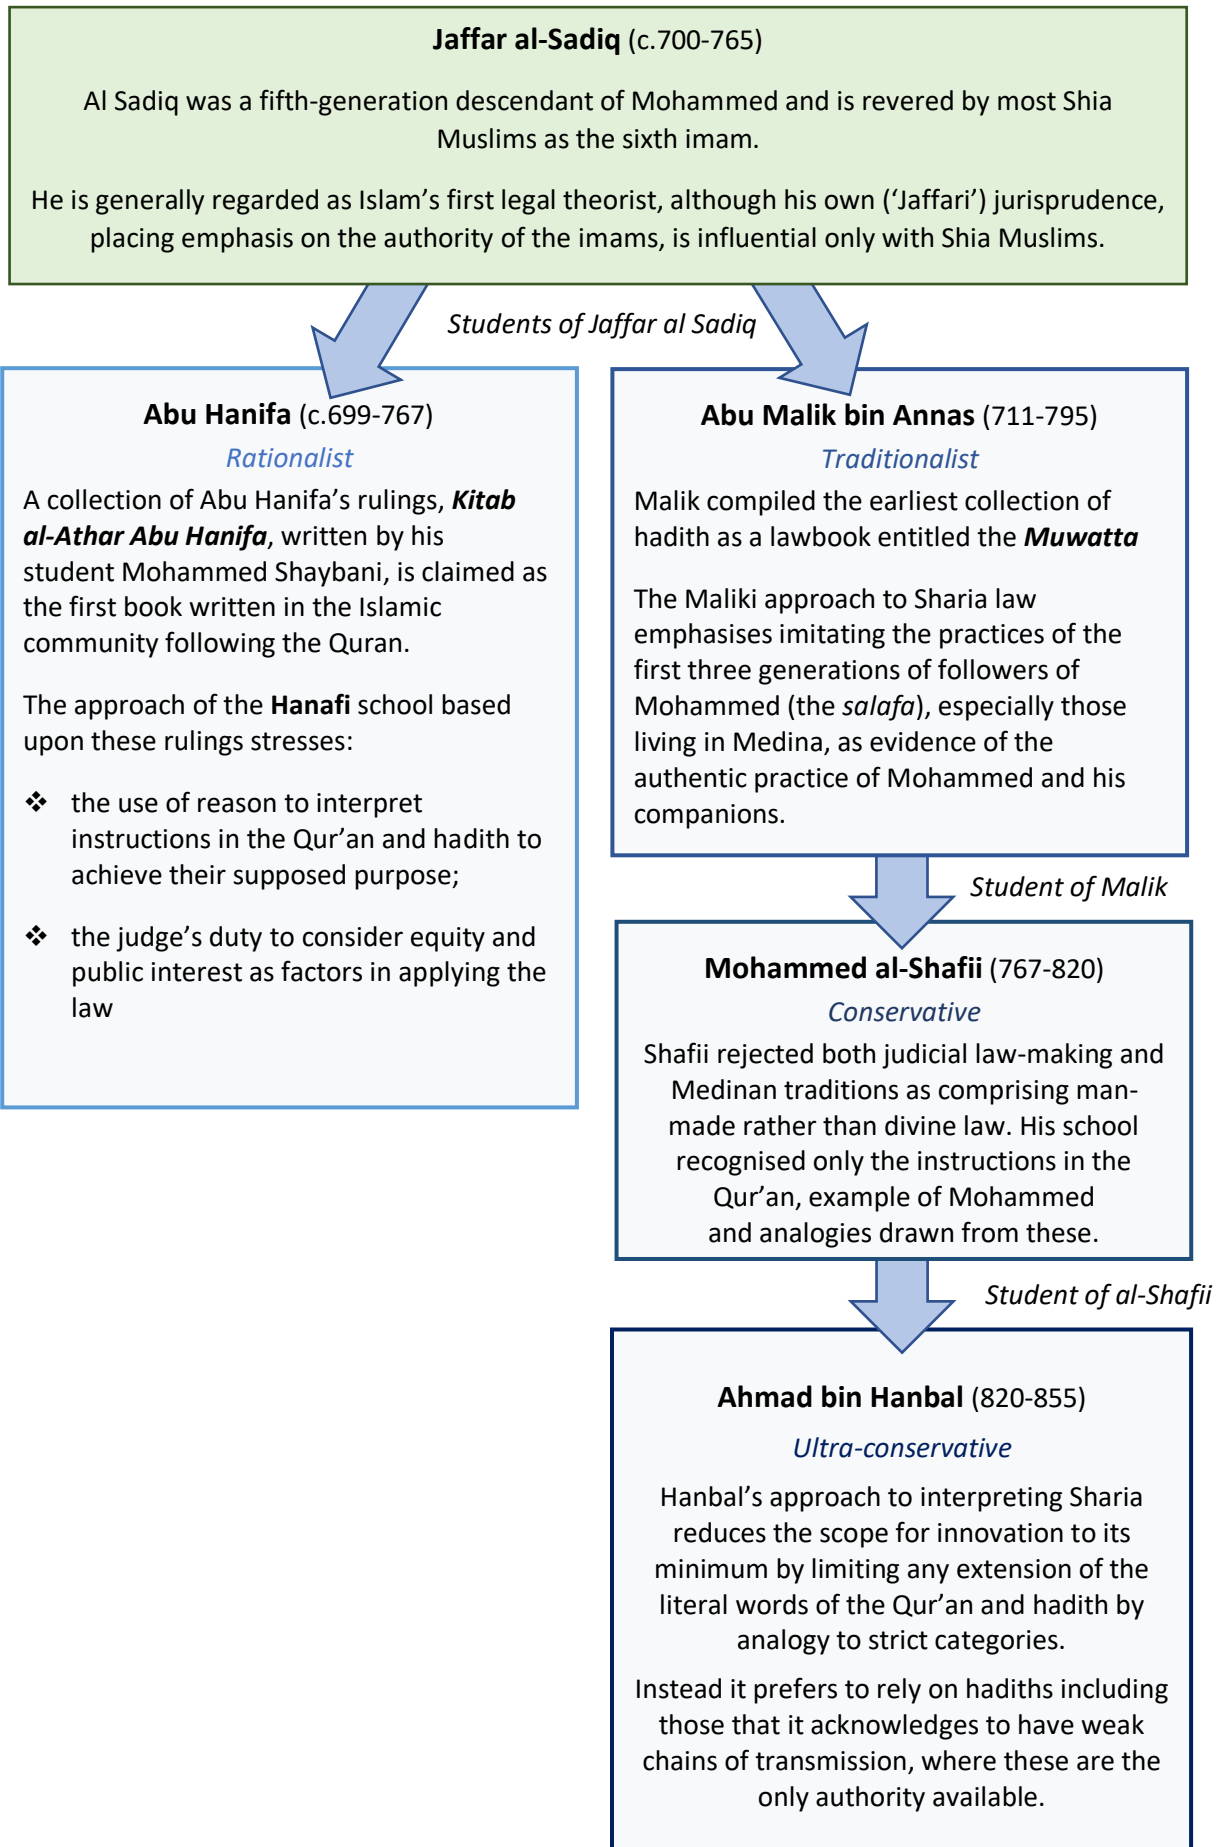 Jaffar al-Sadiq (c.700-765)
Al Sadiq was a fifth-generation descendant of Mohammed and is revered by most Shia
Muslims as the sixth imam.
He is generally regarded as Islam’s first legal theorist, although his own (‘Jaffari’) jurisprudence,
placing emphasis on the authority of the imams, is influential only with Shia Muslims.
Students of Jaffar al Sadiq
Abu Hanifa (c.699-767)
Rationalist
A collection of Abu Hanifa’s rulings, Kitab
al-Athar Abu Hanifa, written by his
student Mohammed Shaybani, is claimed as
the first book written in the Islamic
community following the Quran.
The approach of the Hanafi school based
upon these rulings stresses:
❖ the use of reason to interpret
instructions in the Qur’an and hadith to
achieve their supposed purpose;
❖ the judge’s duty to consider equity and
public interest as factors in applying the
law
Abu Malik bin Annas (711-795)
Traditionalist
Malik compiled the earliest collection of
hadith as a lawbook entitled the Muwatta
The Maliki approach to Sharia law
emphasises imitating the practices of the
first three generations of followers of
Mohammed (the salafa), especially those
living in Medina, as evidence of the
authentic practice of Mohammed and his
companions.
Student of Malik
Mohammed al-Shafii (767-820)
Conservative
Shafii rejected both judicial law-making and
Medinan traditions as comprising man-
made rather than divine law. His school
recognised only the instructions in the
Qur’an, example of Mohammed
and analogies drawn from these.
Student of al-Shafii
Ahmad bin Hanbal (820-855)
Ultra-conservative
Hanbal’s approach to interpreting Sharia
reduces the scope for innovation to its
minimum by limiting any extension of the
literal words of the Qur’an and hadith by
analogy to strict categories.
Instead it prefers to rely on hadiths including
those that it acknowledges to have weak
chains of transmission, where these are the
only authority available.